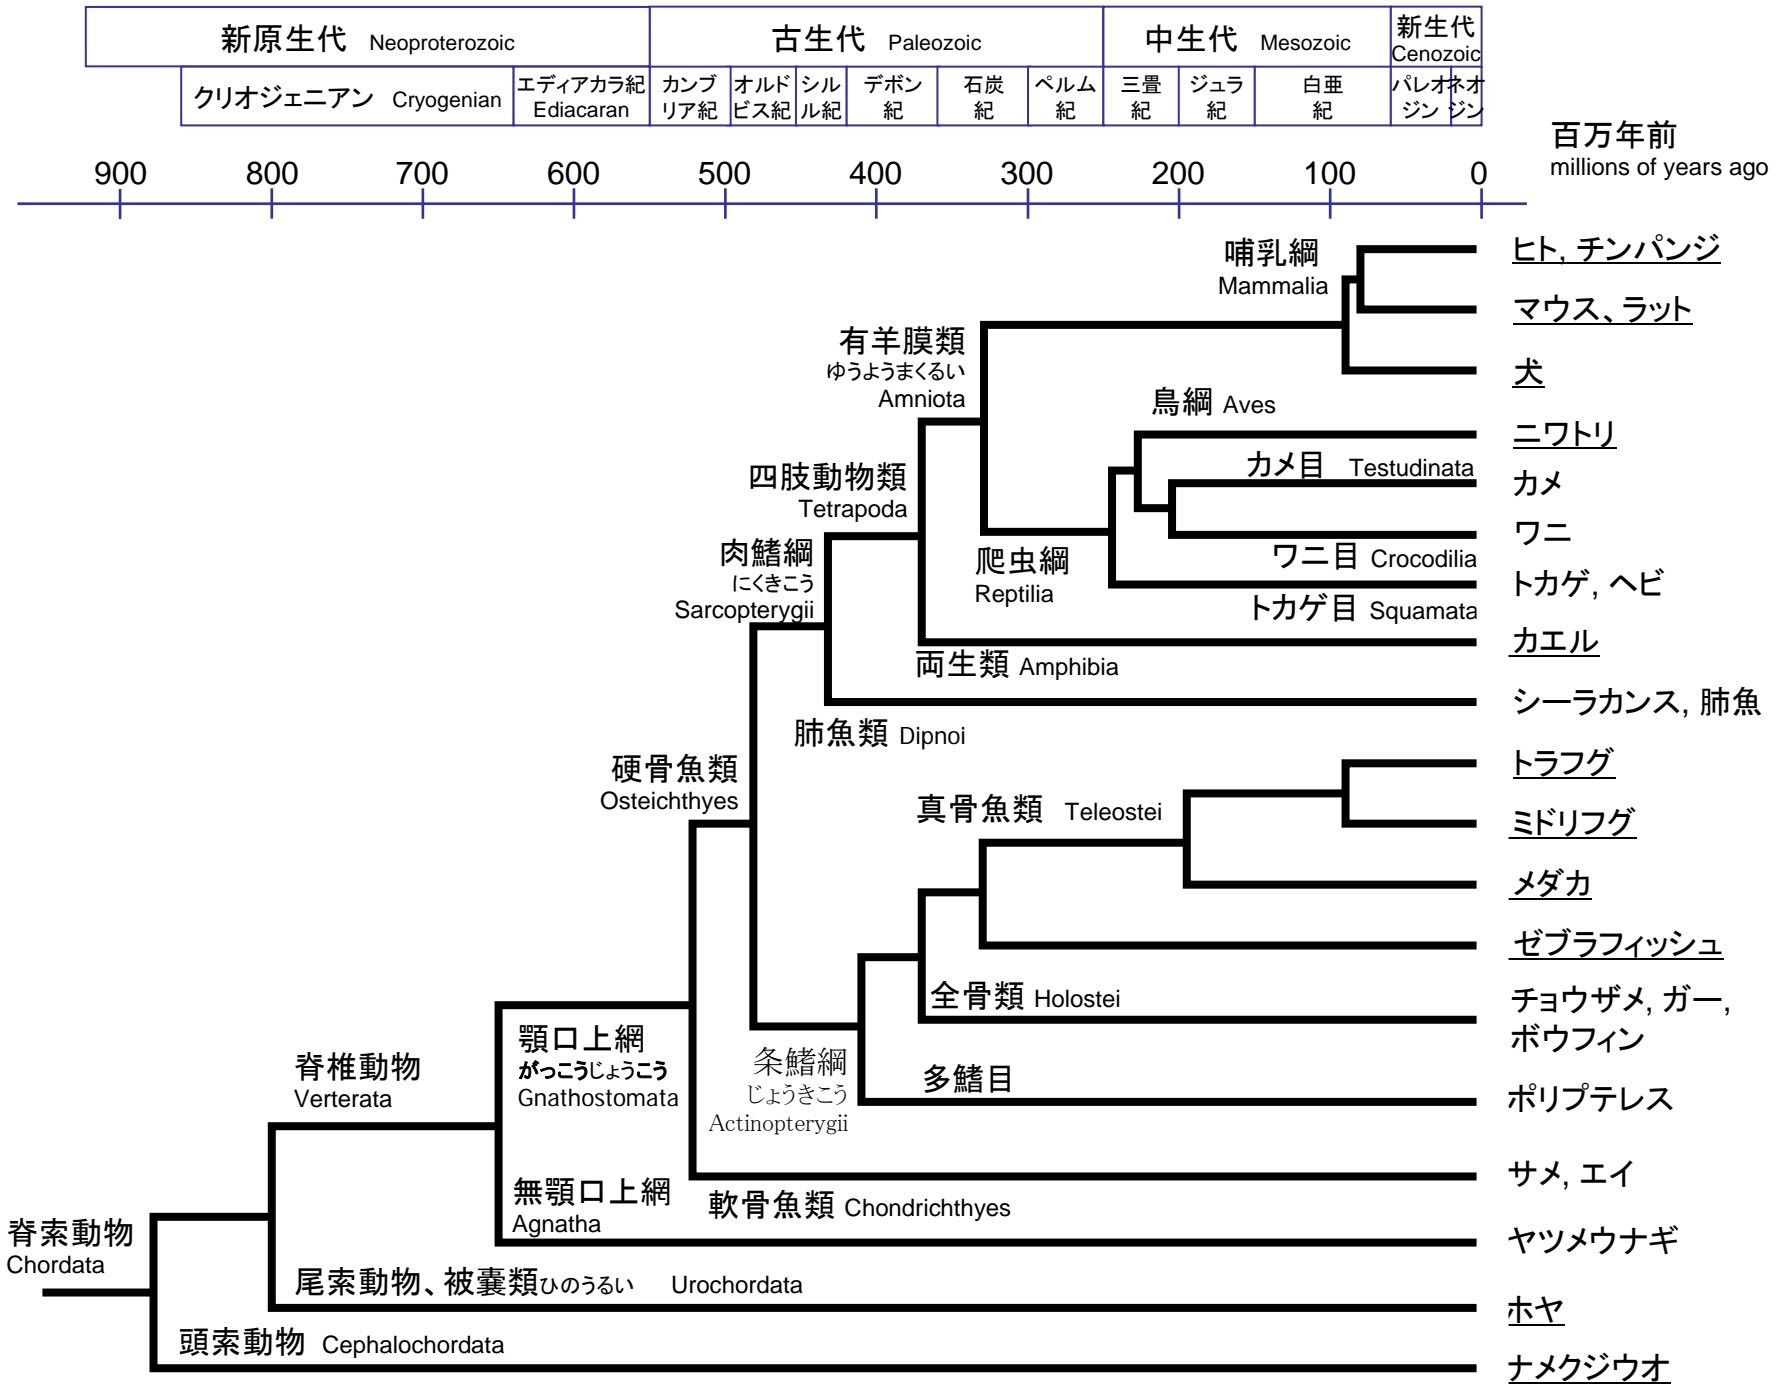 新原生代 Neoproterozoic
古生代 Paleozoic
中生代 Mesozoic
新生代
Cenozoic
クリオジェニアン Cryogenian
エディアカラ紀
Ediacaran
カンブ
リア紀
オルド
ビス紀
シル
ル紀
デボン
紀
石炭
紀
ペルム
紀
三畳
紀
ジュラ
紀
白亜
紀
パレオ
ジン
ネオ
ジン
百万年前
millions of years ago
900 800 700 600 500 400 300 200 100 0
哺乳綱
Mammalia
ヒト, チンパンジ
マウス、ラット
有羊膜類
ゆうようまくるい
Amniota
犬
鳥綱 Aves
ニワトリ
四肢動物類
Tetrapoda
カメ目 Testudinata
カメ
ワニ
肉鰭綱
にくきこう
Sarcopterygii
爬虫綱
Reptilia
ワニ目 Crocodilia
トカゲ, ヘビ
トカゲ目 Squamata
カエル
両生類 Amphibia
シーラカンス, 肺魚
肺魚類 Dipnoi
硬骨魚類
Osteichthyes
トラフグ
真骨魚類 Teleostei
ミドリフグ
メダカ
ゼブラフィッシュ
全骨類 Holostei
チョウザメ, ガー,
ボウフィン
顎口上網
がっこうじょうこう
Gnathostomata
条鰭綱
じょうきこう
Actinopterygii
多鰭目
ポリプテレス
脊椎動物
Verterata
サメ, エイ
無顎口上網
Agnatha
軟骨魚類 Chondrichthyes
ヤツメウナギ
脊索動物
Chordata
尾索動物、被嚢類ひのうるい Urochordata
ホヤ
頭索動物 Cephalochordata
ナメクジウオ